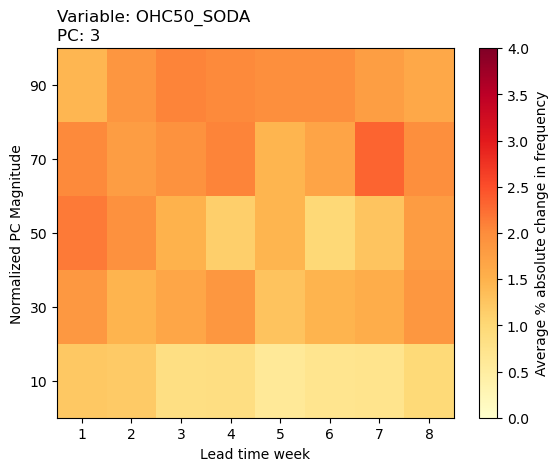 Variable: OHC50_SODA
PC: 3
90
70
50
30
10
Normalized PC Magnitude
1 2 3 4 5 6 7 8
Lead time week
4.0
3.5
3.0
2.5
2.0
1.5
1.0
0.5
0.0
Average % absolute change in frequency